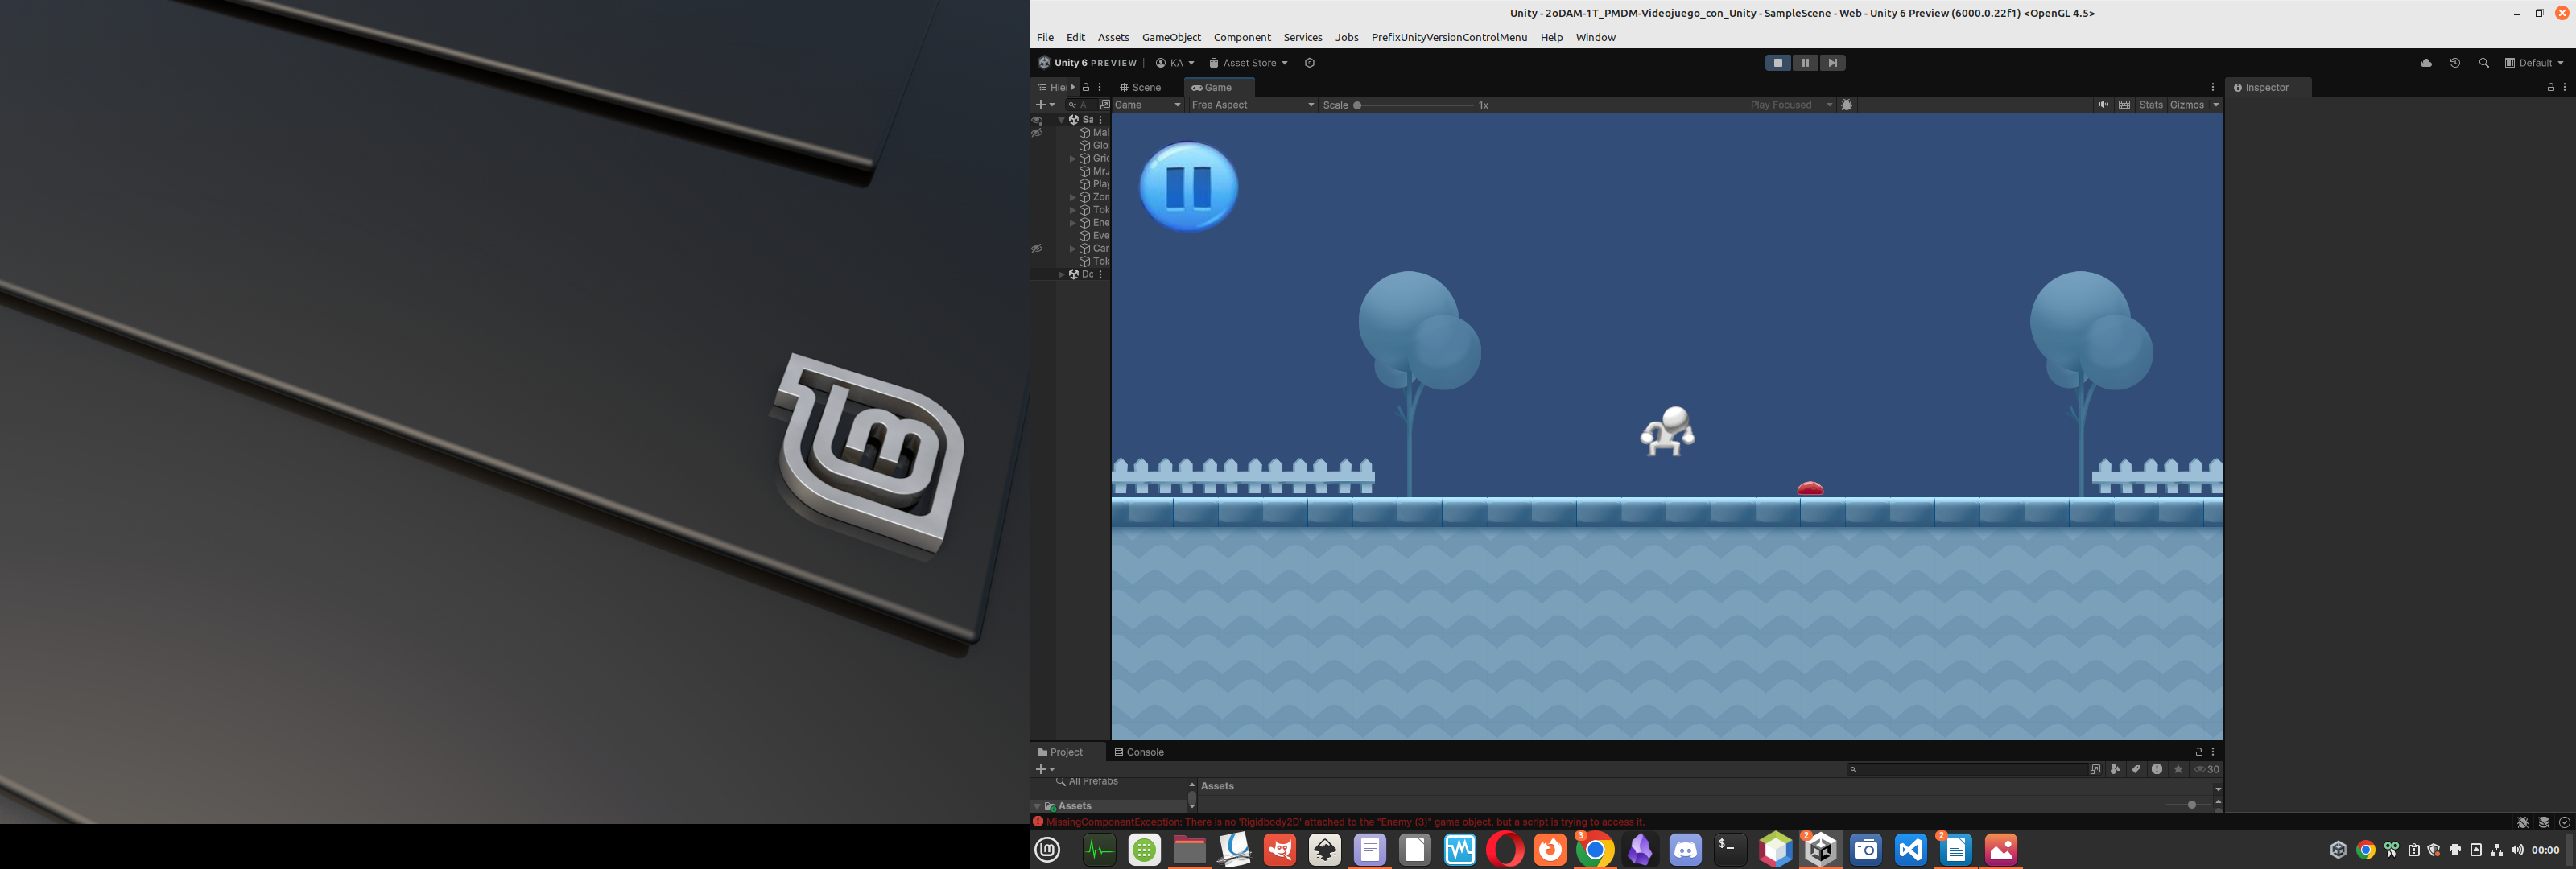 Unity - 2oDAM-1T_PMDM-Videojuego_con_Unity - SampleScene - Web - Unity 6 Preview (6000.0.22f1) <OpenGL 4.5>
File Edit Assets GameObject Component Services Jobs PrefixUnityVersionControlMenu Help Window
Unity 6 PREVIEW KA Asset Store Default
Hie Scene Game Inspector
A Game Free Aspect Scale 1x Play Focused Stats Gizmos
Sa
Mai
Glo
Gric
Mr.
Play
Zon
Tok
Ene
Eve
Car
Tok
Dc
Project Console
30
All Prefabs Assets
Assets
MissingComponentException: There is no 'Rigidbody2D' attached to the "Enemy (3)" game object, but a script is trying to access it.
3 2 2
00:00